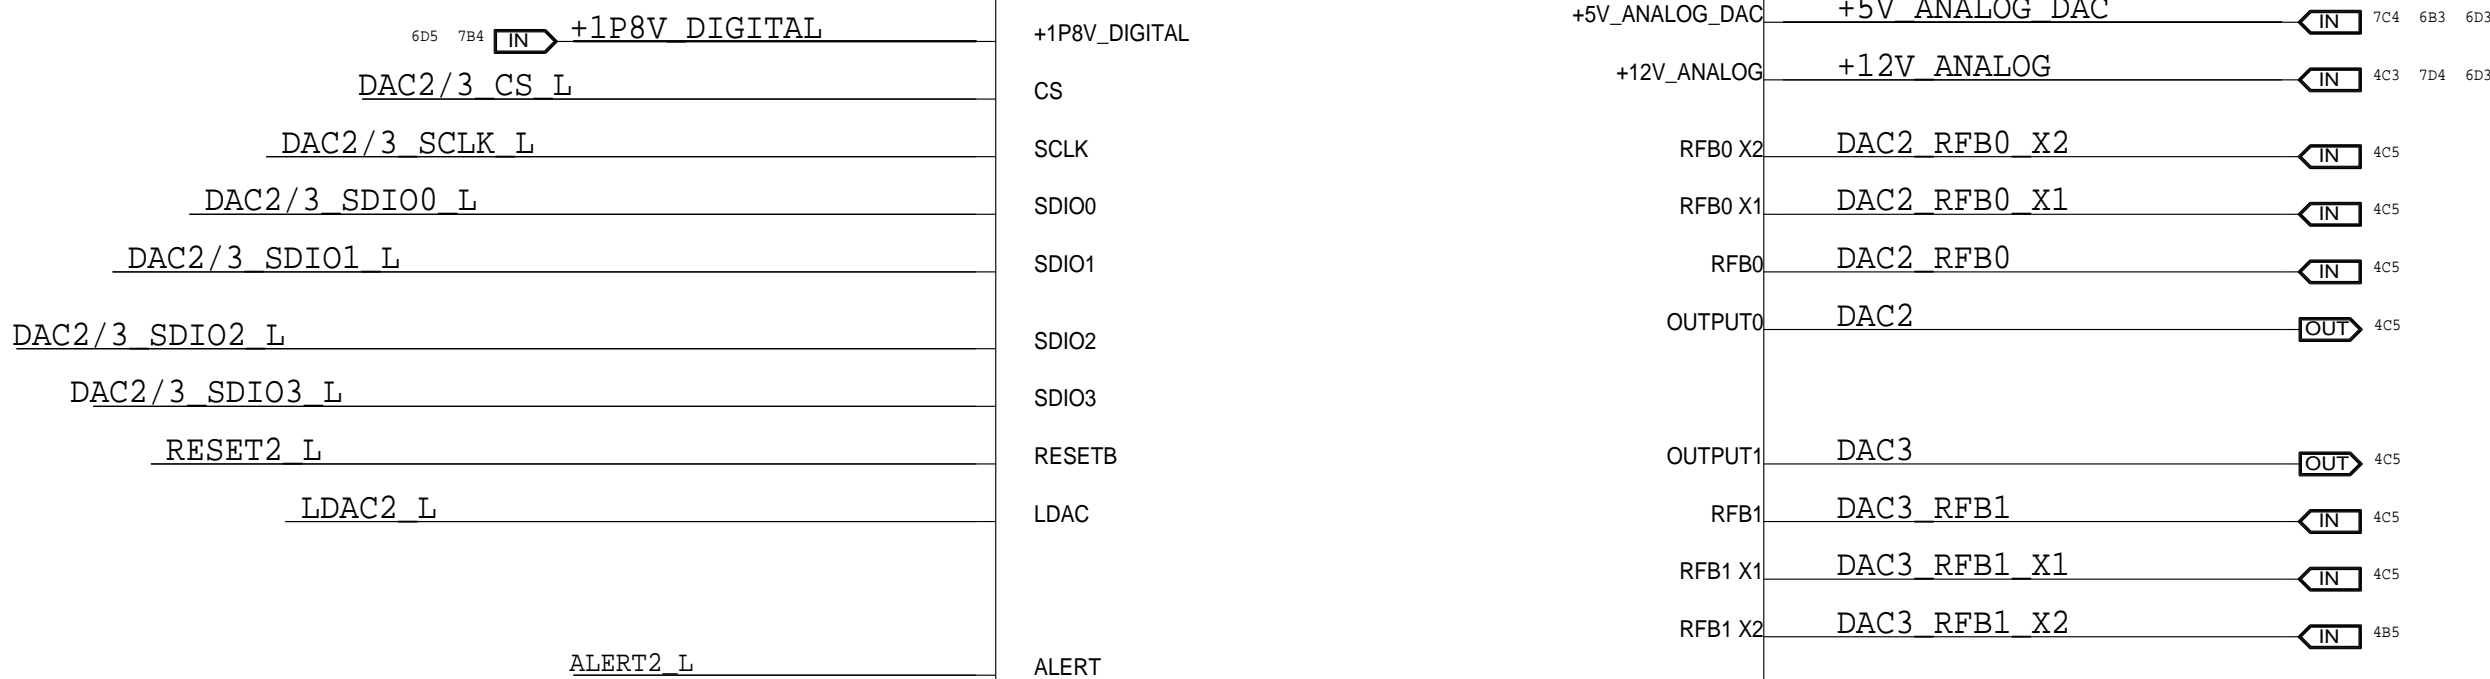 +5V_ANALOG_DAC +5V_ANALOG_DAC IN 7C4 6B3 6D3
6D5 7B4 IN +1P8V_DIGITAL +1P8V_DIGITAL
+12V_ANALOG +12V_ANALOG IN 4C3 7D4 6D3
DAC2/3_CS_L CS
DAC2/3_SCLK_L SCLK RFB0 X2 DAC2_RFB0_X2 IN 4C5
DAC2/3_SDIO0_L SDIO0 RFB0 X1 DAC2_RFB0_X1 IN 4C5
DAC2/3_SDIO1_L SDIO1 RFB0 DAC2_RFB0 IN 4C5
OUTPUT0 DAC2 OUT 4C5
DAC2/3_SDIO2_L SDIO2
DAC2/3_SDIO3_L SDIO3
RESET2_L RESETB OUTPUT1 DAC3 OUT 4C5
LDAC2_L LDAC RFB1 DAC3_RFB1 IN 4C5
RFB1 X1 DAC3_RFB1_X1 IN 4C5
RFB1 X2 DAC3_RFB1_X2 IN 4B5
ALERT2_L ALERT